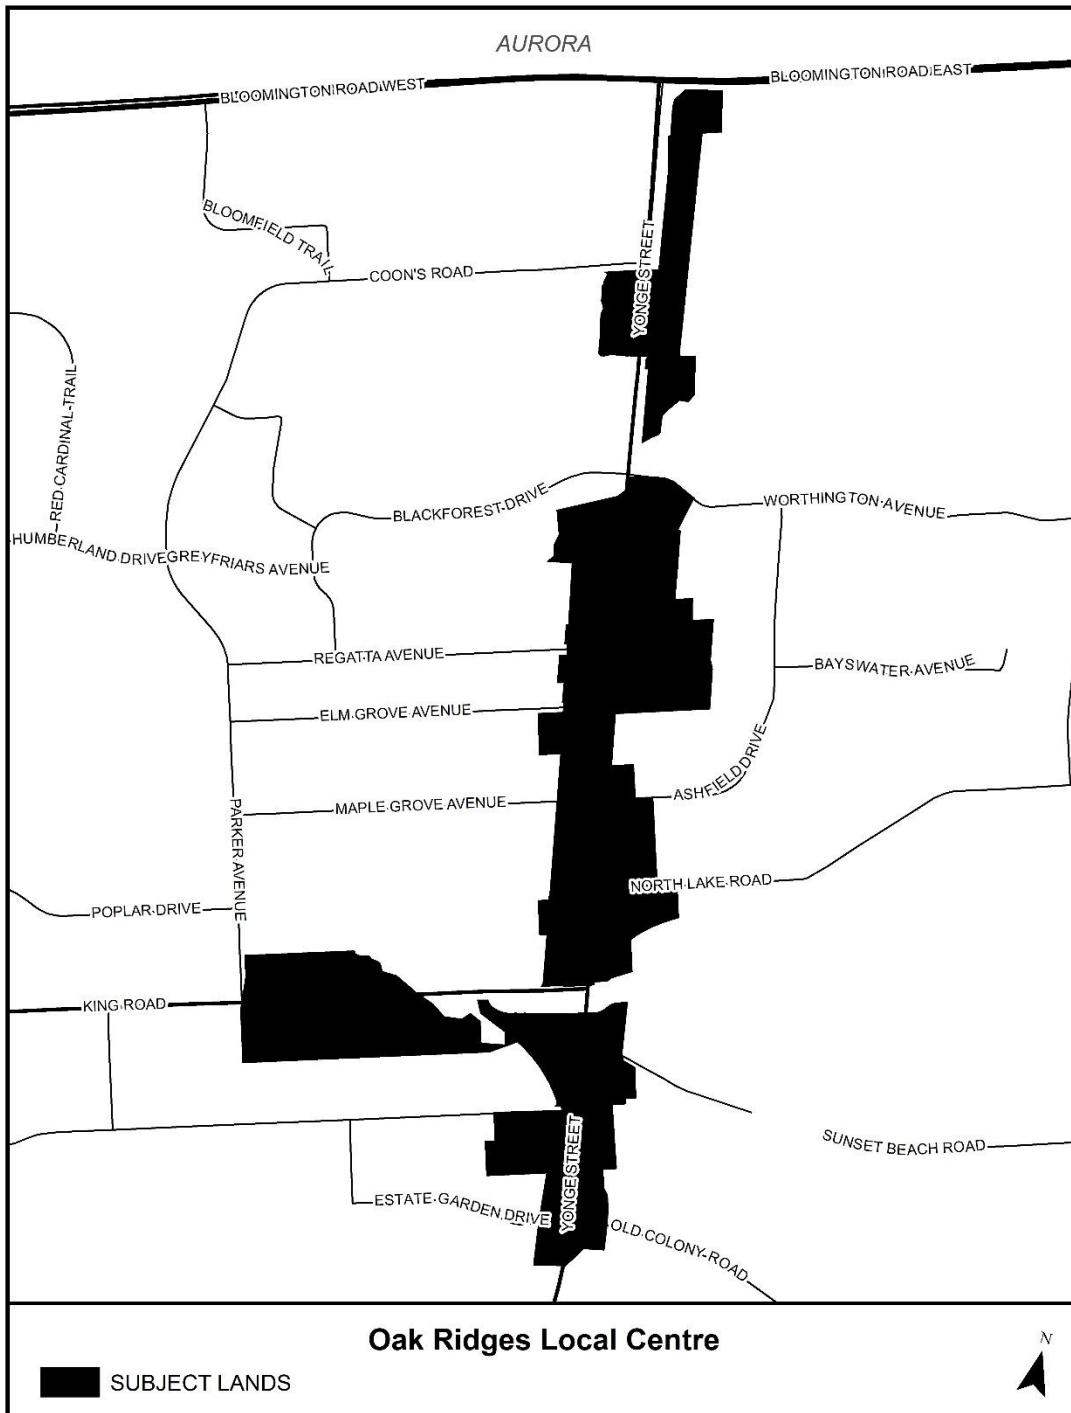 AURORA
BLOOMINGTON ROAD WEST
BLOOMINGTON ROAD EAST
BLOOMFIELD TRAIL
YONGE STREET
COON'S ROAD
RED CARDINAL TRAIL
BLACKFOREST DRIVE
WORTHINGTON AVENUE
HUMBERLAND DRIVE
GREYFRIARS AVENUE
REGATTA AVENUE
BAYSWATER AVENUE
ELM GROVE AVENUE
ASHFIELD DRIVE
MAPLE GROVE AVENUE
PARKER AVENUE
NORTH LAKE ROAD
POPLAR DRIVE
KING ROAD
YONGE STREET
SUNSET BEACH ROAD
ESTATE GARDEN DRIVE
OLD COLONY ROAD
Oak Ridges Local Centre
SUBJECT LANDS
N